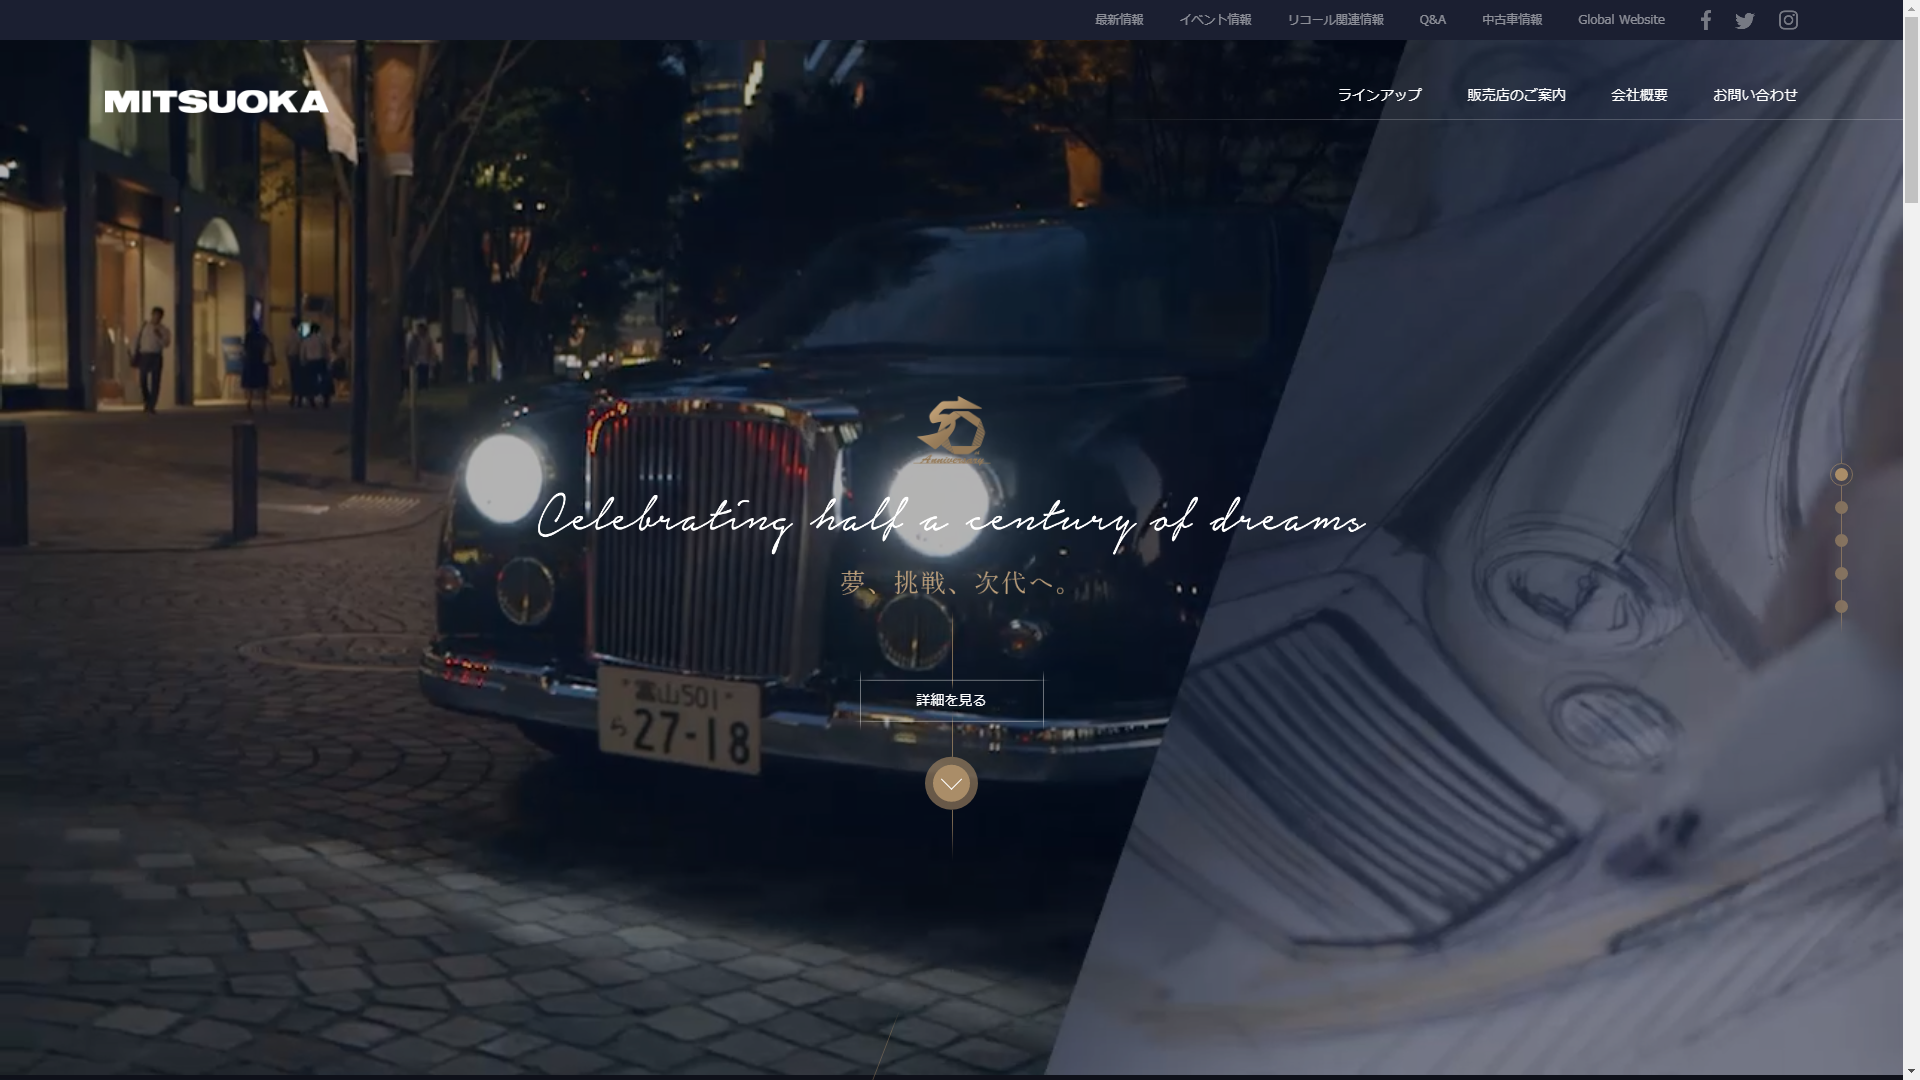 最新情報 イベント情報 リコール関連情報 Q&A 中古車情報 Global Website
MITSUOKA
ラインアップ 販売店のご案内 会社概要 お問い合わせ
50
Anniversary
Celebrating half a century of dreams
夢、挑戦、次代へ。
詳細を見る
富山501
ら 27-18